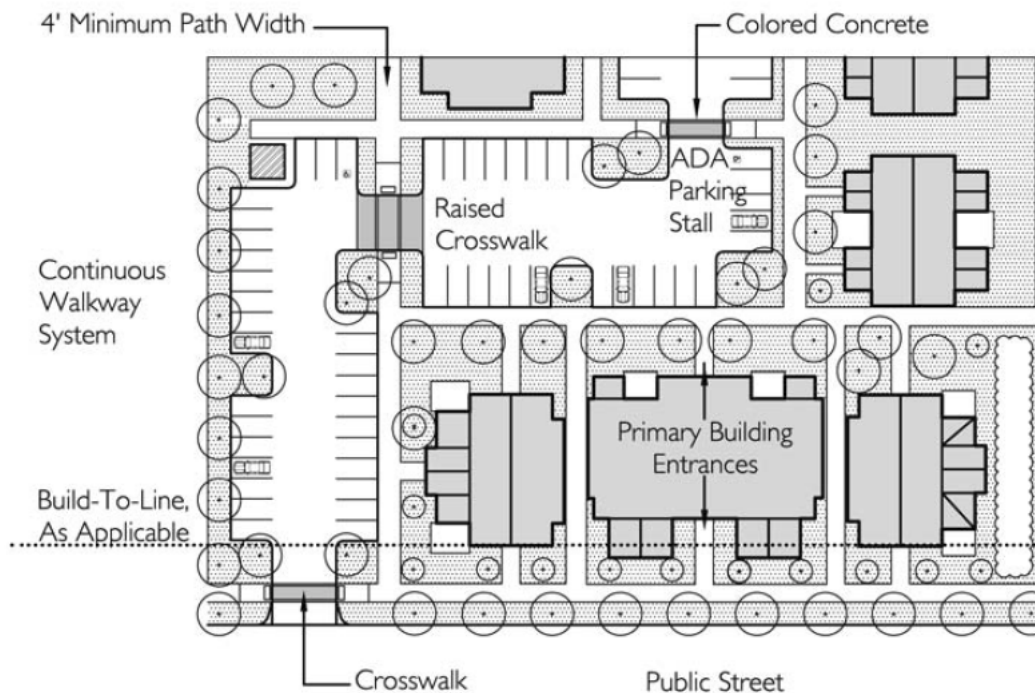 4' Minimum Path Width
Colored Concrete
ADA
Parking
Stall
Raised
Crosswalk
Continuous
Walkway
System
Primary Building
Entrances
Build-To-Line,
As Applicable
Crosswalk
Public Street